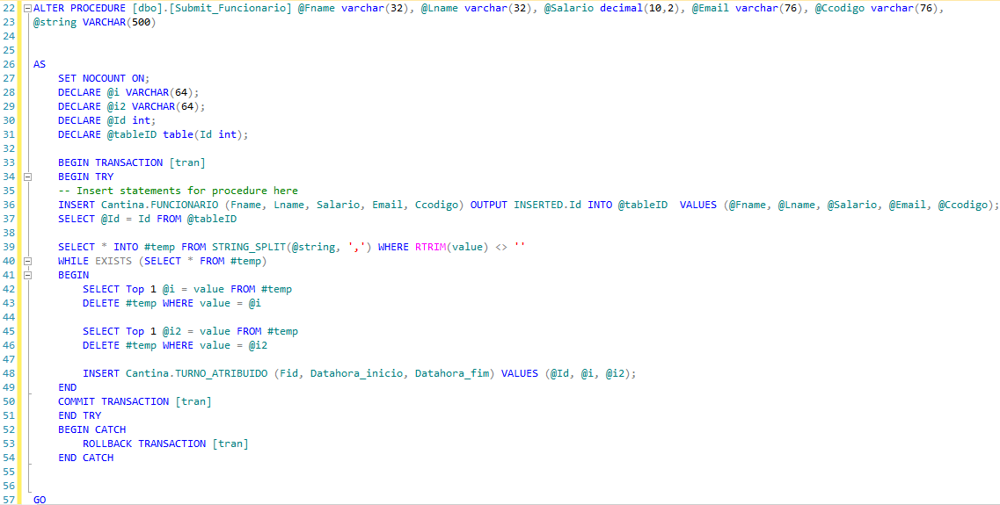 22 ALTER PROCEDURE [dbo].[Submit_Funcionario] @Fname varchar(32), @Lname varchar(32), @Salario decimal(10,2), @Email varchar(76), @Ccodigo varchar(76),
23 @string VARCHAR(500)
24
25
26 AS
27     SET NOCOUNT ON;
28     DECLARE @i VARCHAR(64);
29     DECLARE @i2 VARCHAR(64);
30     DECLARE @Id int;
31     DECLARE @tableID table(Id int);
32
33     BEGIN TRANSACTION [tran]
34     BEGIN TRY
35     -- Insert statements for procedure here
36     INSERT Cantina.FUNCIONARIO (Fname, Lname, Salario, Email, Ccodigo) OUTPUT INSERTED.Id INTO @tableID  VALUES (@Fname, @Lname, @Salario, @Email, @Ccodigo);
37     SELECT @Id = Id FROM @tableID
38
39     SELECT * INTO #temp FROM STRING_SPLIT(@string, ',') WHERE RTRIM(value) <> ''
40     WHILE EXISTS (SELECT * FROM #temp)
41     BEGIN
42         SELECT Top 1 @i = value FROM #temp
43         DELETE #temp WHERE value = @i
44
45         SELECT Top 1 @i2 = value FROM #temp
46         DELETE #temp WHERE value = @i2
47
48         INSERT Cantina.TURNO_ATRIBUIDO (Fid, Datahora_inicio, Datahora_fim) VALUES (@Id, @i, @i2);
49     END
50     COMMIT TRANSACTION [tran]
51     END TRY
52     BEGIN CATCH
53         ROLLBACK TRANSACTION [tran]
54     END CATCH
55
56
57 GO